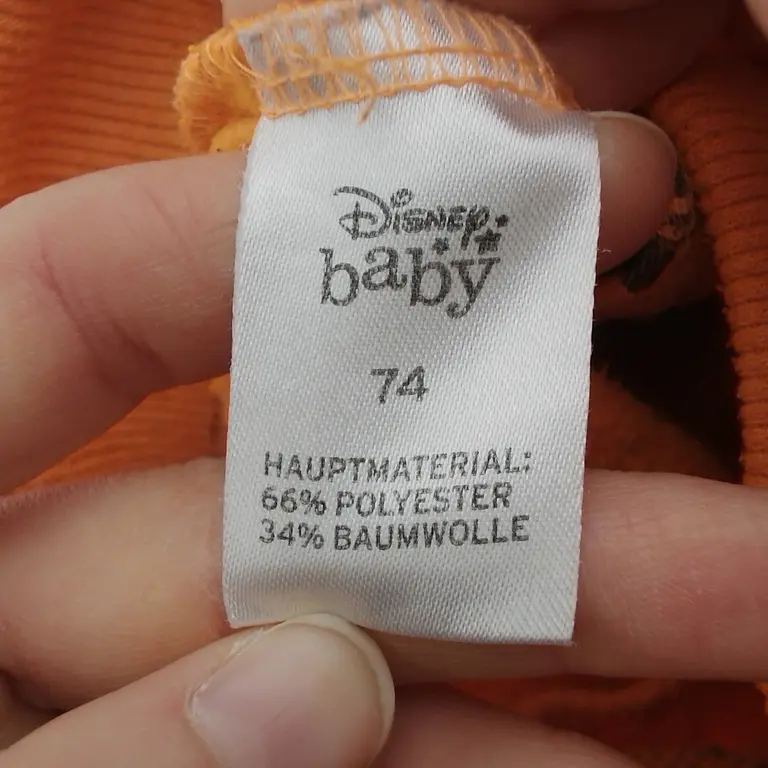 Disney
baby
74
HAUPTMATERIAL:
66% POLYESTER
34% BAUMWOLLE